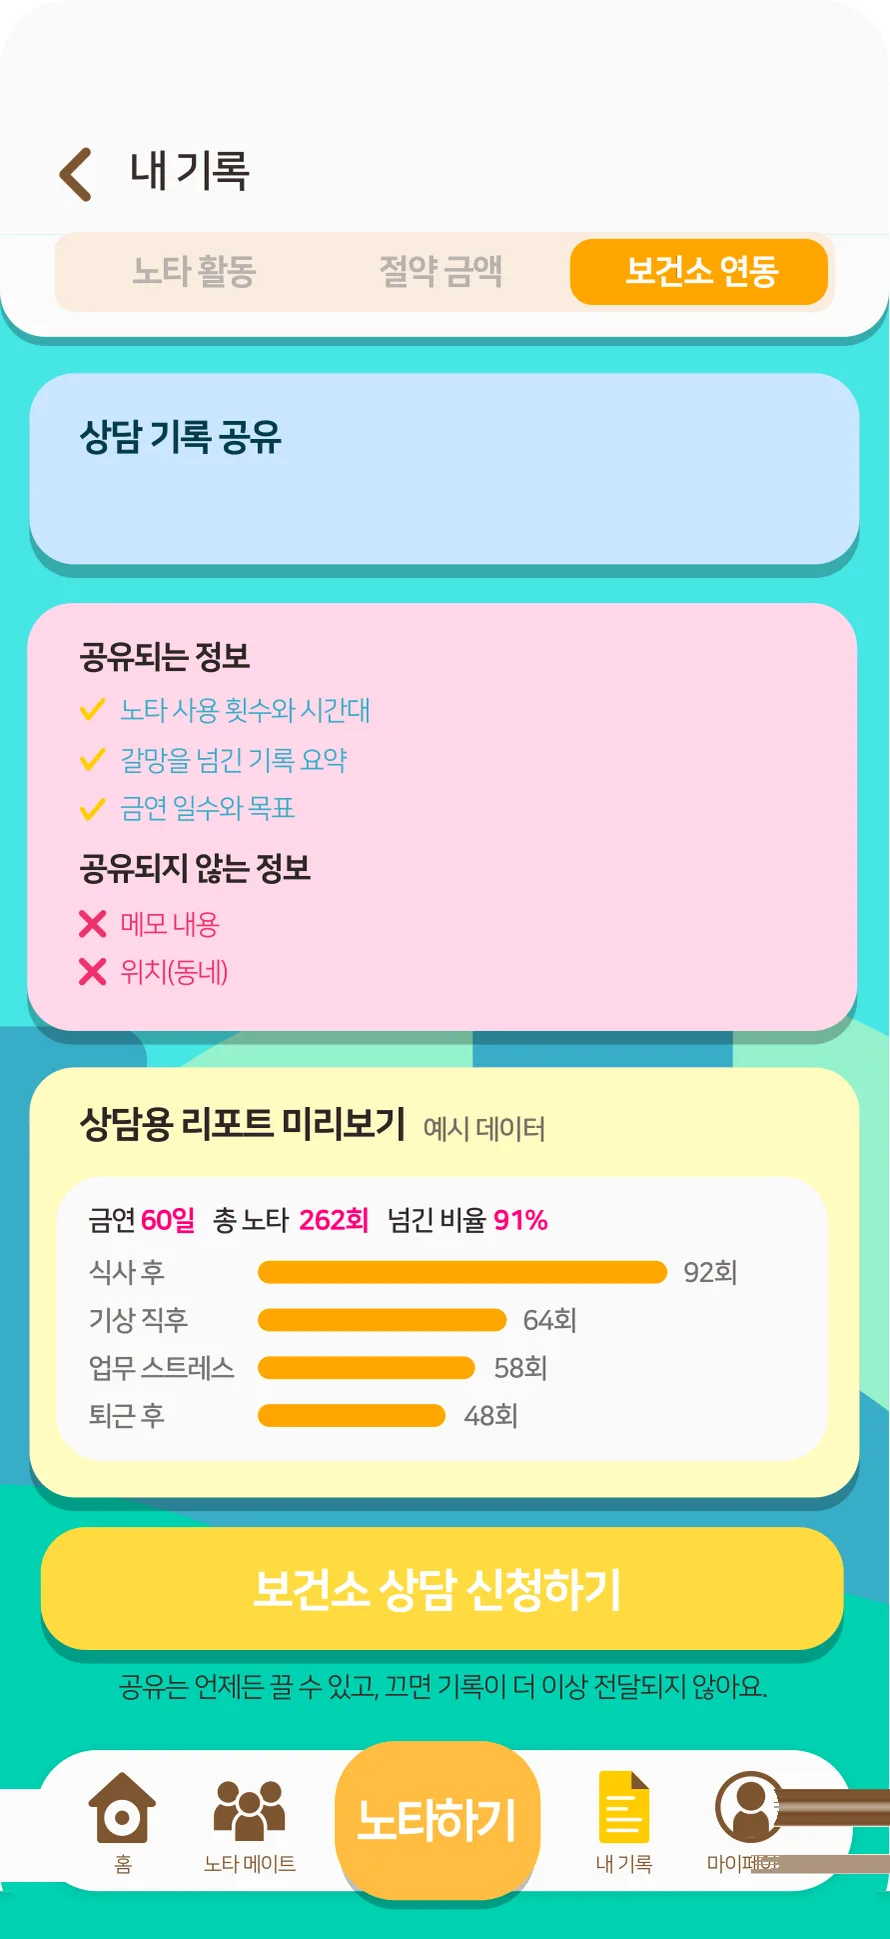 내 기록
노타 활동 절약 금액 보건소 연동
상담 기록 공유
공유되는 정보
노타 사용 횟수와 시간대
갈망을 넘긴 기록 요약
금연 일수와 목표
공유되지 않는 정보
메모 내용
위치(동네)
상담용 리포트 미리보기 예시 데이터
금연 60일 총 노타 262회 넘긴 비율 91%
식사 후 92회
기상 직후 64회
업무 스트레스 58회
퇴근 후 48회
보건소 상담 신청하기
공유는 언제든 끌 수 있고, 끄면 기록이 더 이상 전달되지 않아요.
노타하기
홈 노타 메이트 내 기록